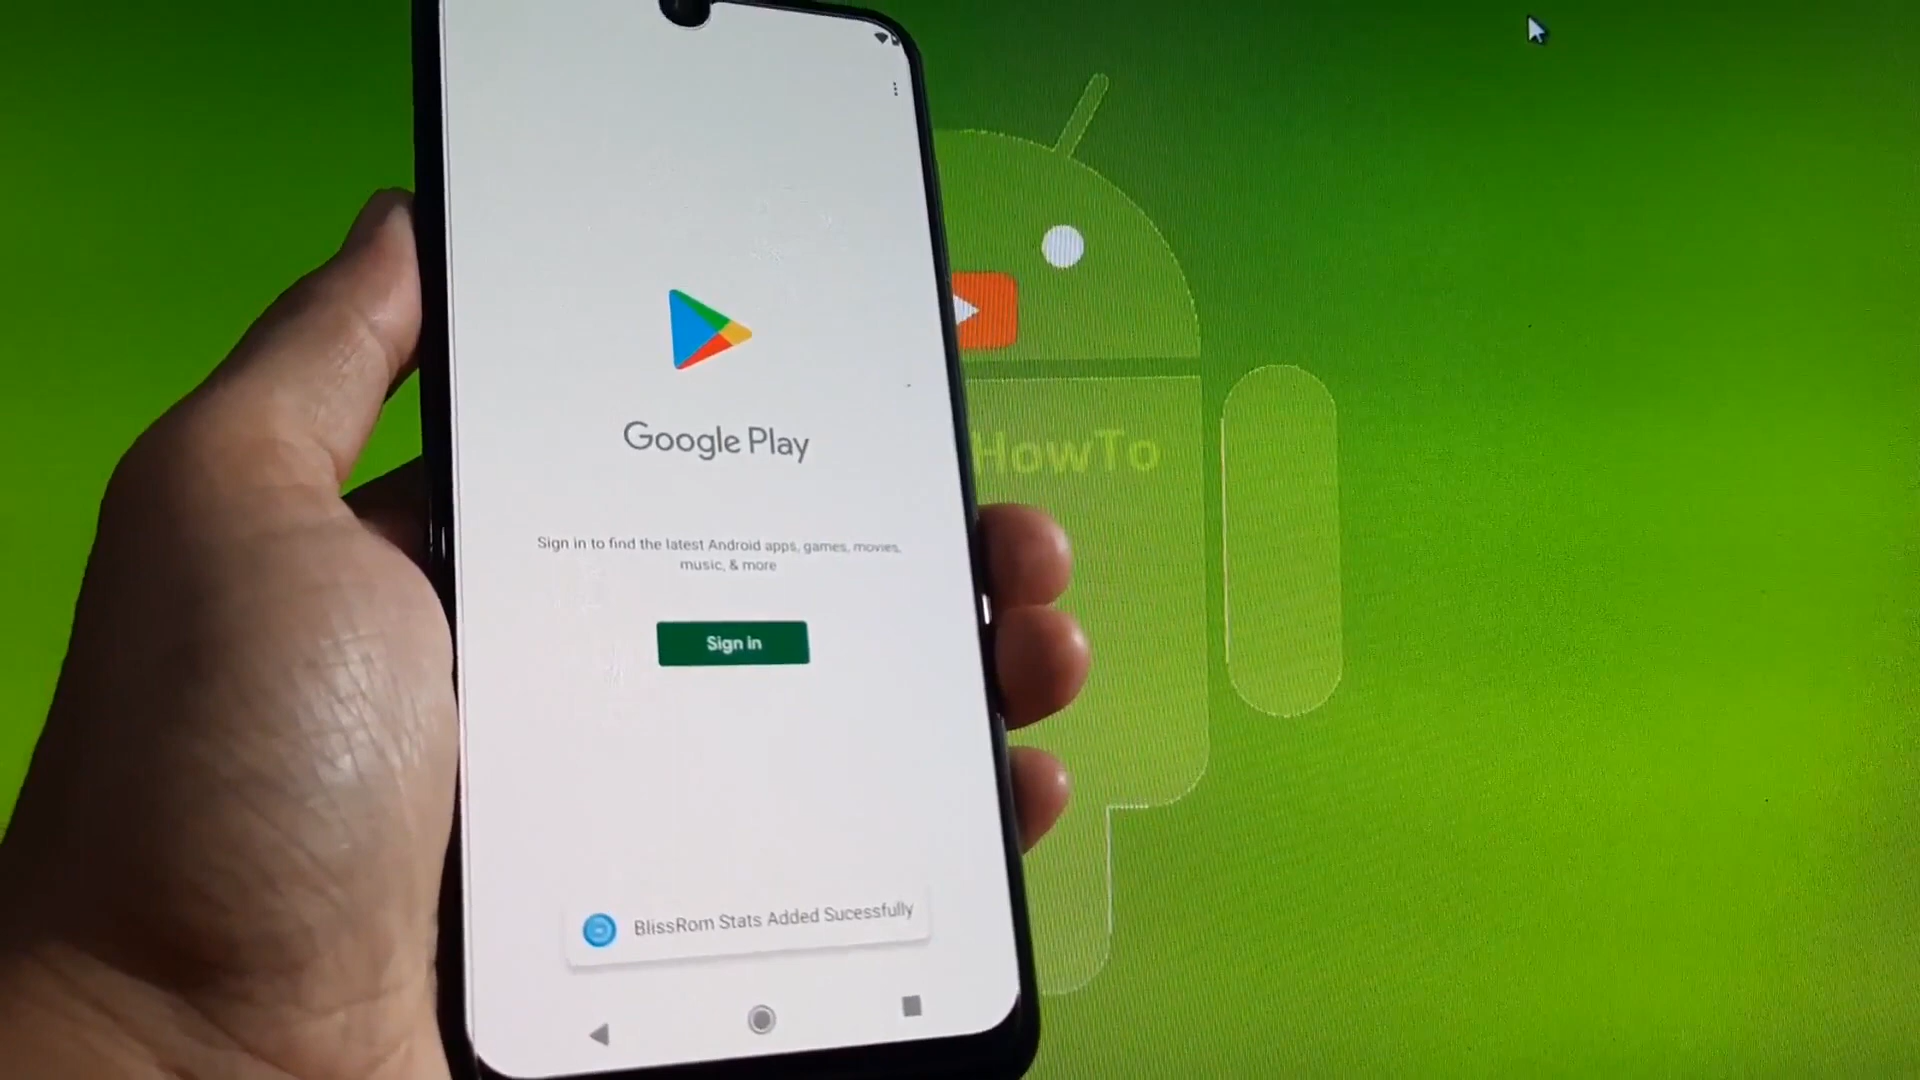 Google Play
HowTo
Sign in to find the latest Android apps, games, movies,
music, & more
Sign in
BlissRom Stats Added Sucessfully